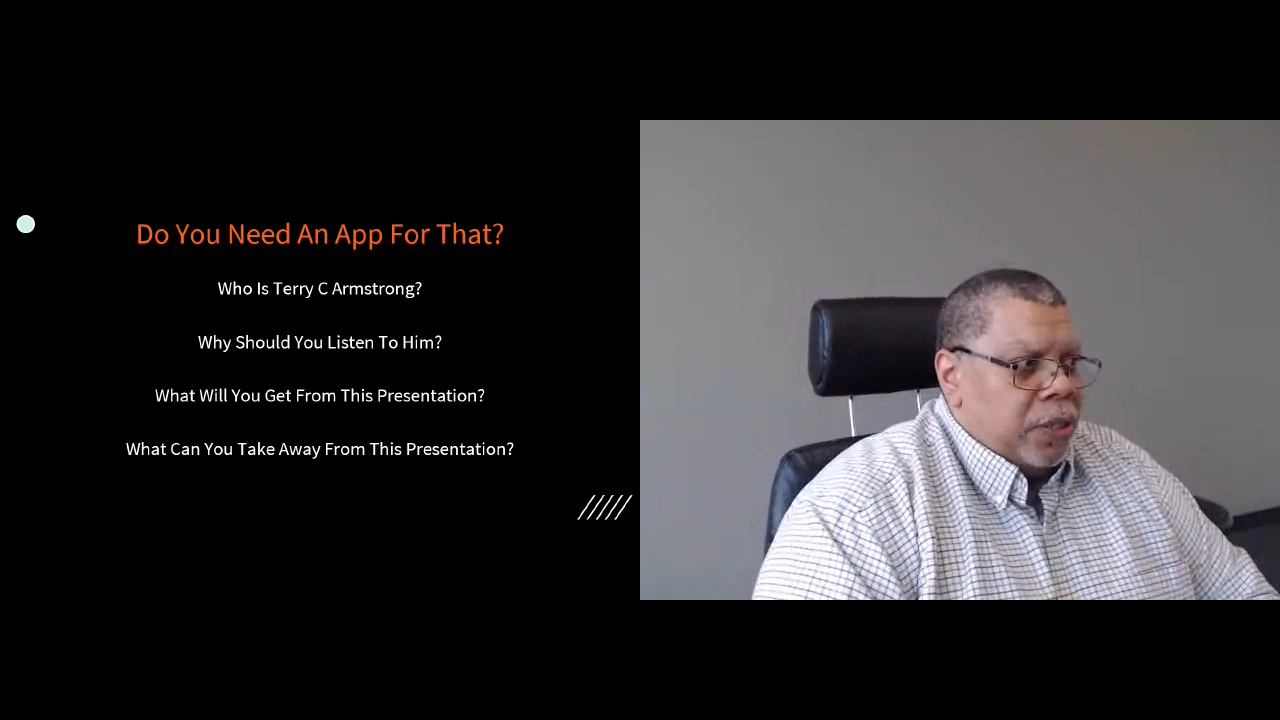 Do You Need An App For That?
Who Is Terry C Armstrong?
Why Should You Listen To Him?
What Will You Get From This Presentation?
What Can You Take Away From This Presentation?